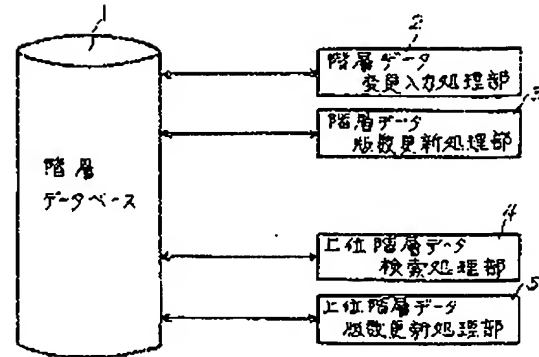 1
階層
データベース
2
階層データ
変更入力処理部
3
階層データ
版数更新処理部
4
上位階層データ
検索処理部
5
上位階層データ
版数更新処理部